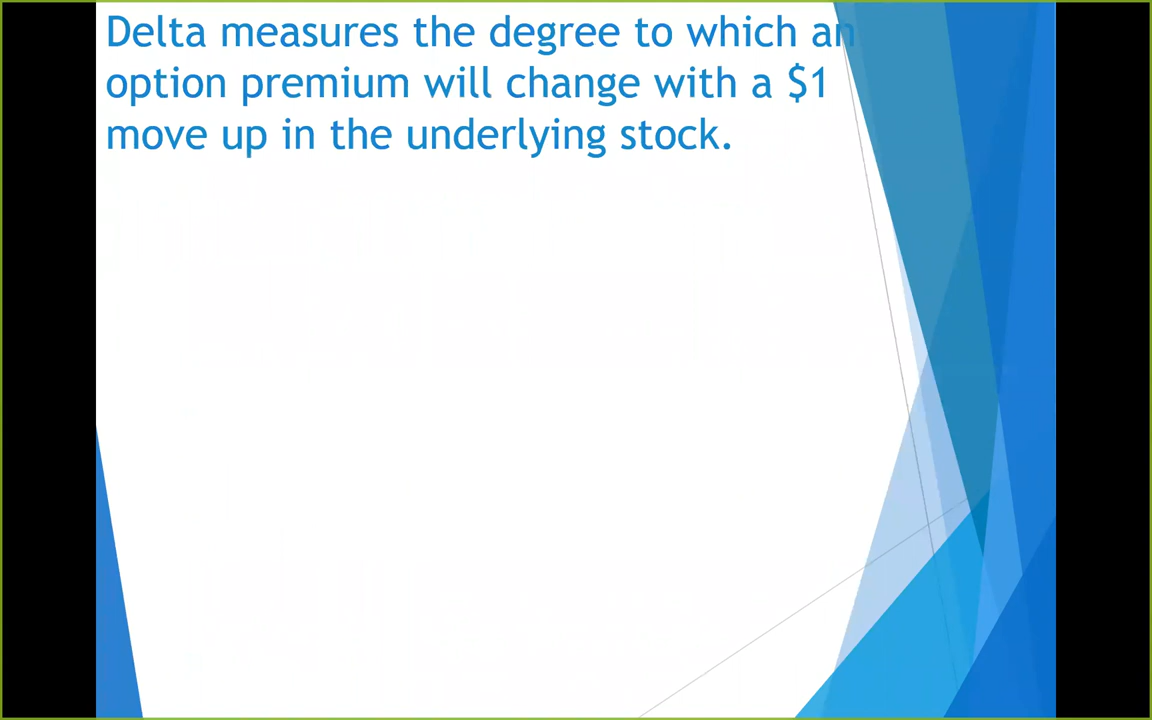 Delta measures the degree to which an
option premium will change with a $1
move up in the underlying stock.